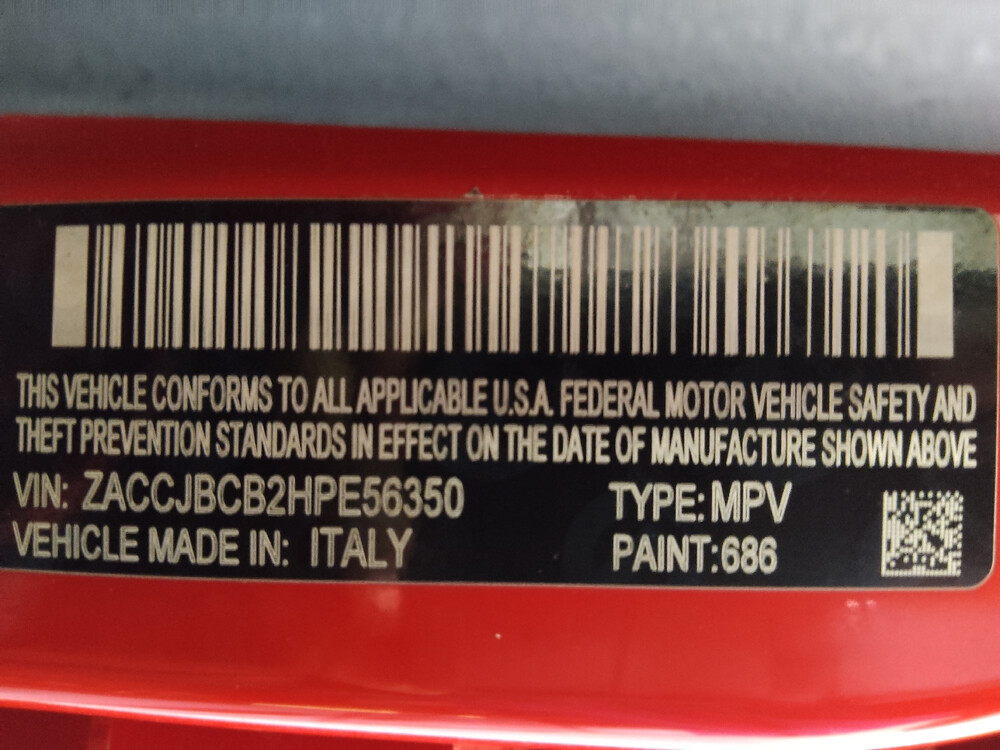 THIS VEHICLE CONFORMS TO ALL APPLICABLE U.S.A. FEDERAL MOTOR VEHICLE SAFETY AND
THEFT PREVENTION STANDARDS IN EFFECT ON THE DATE OF MANUFACTURE SHOWN ABOVE
VIN: ZACCJBCB2HPE56350 TYPE: MPV
VEHICLE MADE IN: ITALY PAINT:686